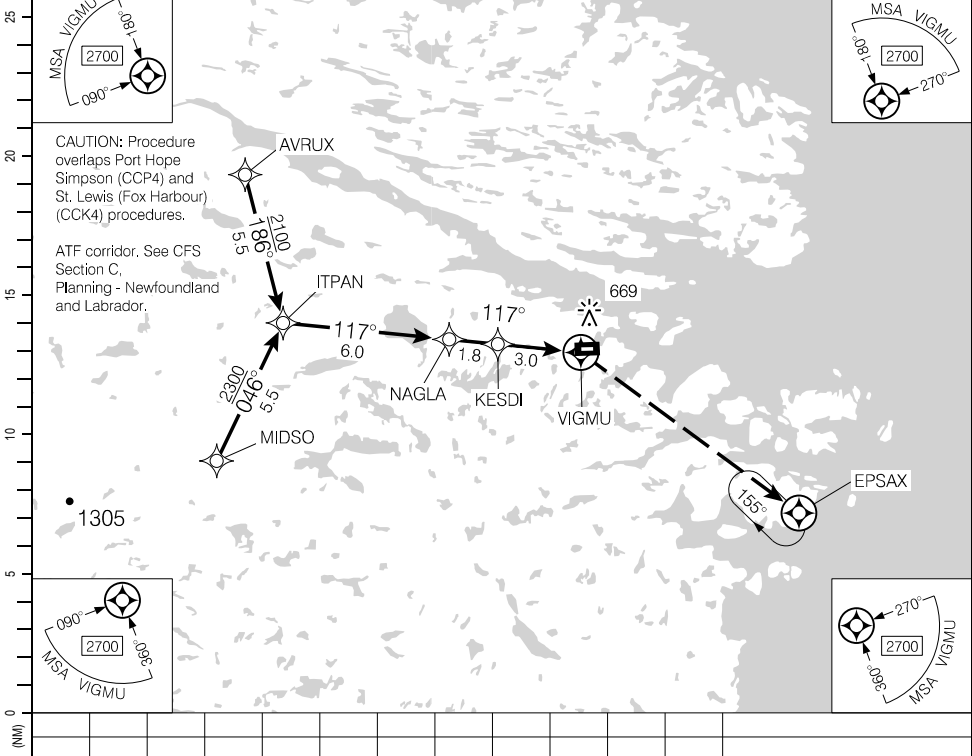 25
20
15
10
5
0
(NM)
MSA VIGMU
180°
2700
090°
MSA VIGMU
180°
2700
270°
CAUTION: Procedure
overlaps Port Hope
Simpson (CCP4) and
St. Lewis (Fox Harbour)
(CCK4) procedures.
ATF corridor. See CFS
Section C,
Planning - Newfoundland
and Labrador.
AVRUX
2100
186°
5.5
ITPAN
117°
6.0
2300
046°
5.5
MIDSO
NAGLA
1.8
KESDI
117°
3.0
669
VIGMU
155°
EPSAX
1305
090°
2700
360°
MSA VIGMU
270°
2700
360°
MSA VIGMU